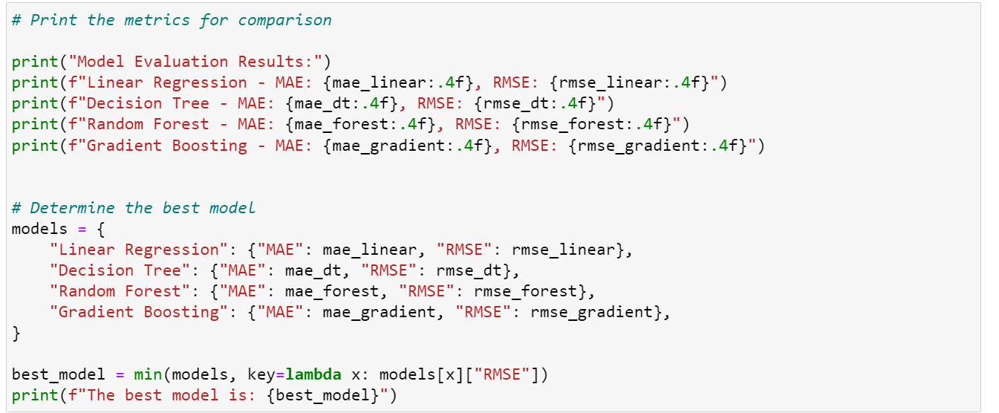 # Print the metrics for comparison
print("Model Evaluation Results:")
print(f"Linear Regression - MAE: {mae_linear:.4f}, RMSE: {rmse_linear:.4f}")
print(f"Decision Tree - MAE: {mae_dt:.4f}, RMSE: {rmse_dt:.4f}")
print(f"Random Forest - MAE: {mae_forest:.4f}, RMSE: {rmse_forest:.4f}")
print(f"Gradient Boosting - MAE: {mae_gradient:.4f}, RMSE: {rmse_gradient:.4f}")
# Determine the best model
models = {
    "Linear Regression": {"MAE": mae_linear, "RMSE": rmse_linear},
    "Decision Tree": {"MAE": mae_dt, "RMSE": rmse_dt},
    "Random Forest": {"MAE": mae_forest, "RMSE": rmse_forest},
    "Gradient Boosting": {"MAE": mae_gradient, "RMSE": rmse_gradient},
}
best_model = min(models, key=lambda x: models[x]["RMSE"])
print(f"The best model is: {best_model}")